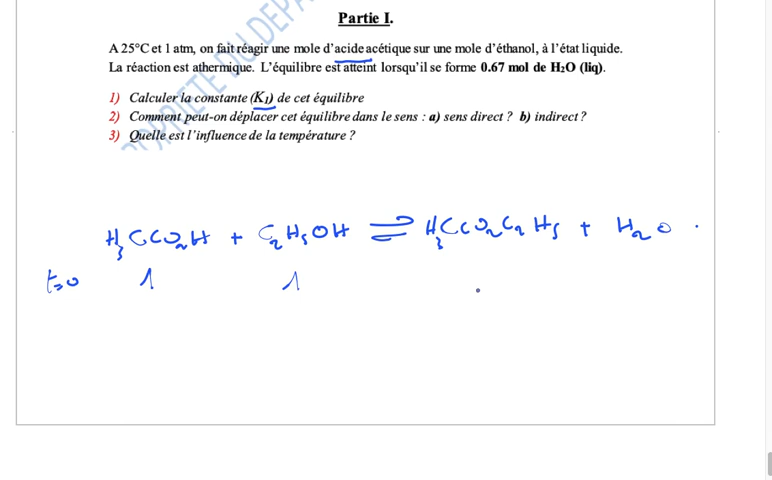 Partie I.
A 25°C et 1 atm, on fait réagir une mole d'acide acétique sur une mole d'éthanol, à l'état liquide.
La réaction est athermique. L'équilibre est atteint lorsqu'il se forme 0.67 mol de H₂O (liq).
1) Calculer la constante (K₁) de cet équilibre
2) Comment peut-on déplacer cet équilibre dans le sens : a) sens direct ? b) indirect ?
3) Quelle est l'influence de la température ?
PROPRIETE DU DEPA
H₃CCO₂H + C₂H₅OH ⇌ H₃CCO₂C₂H₅ + H₂O .
t=0 1 1